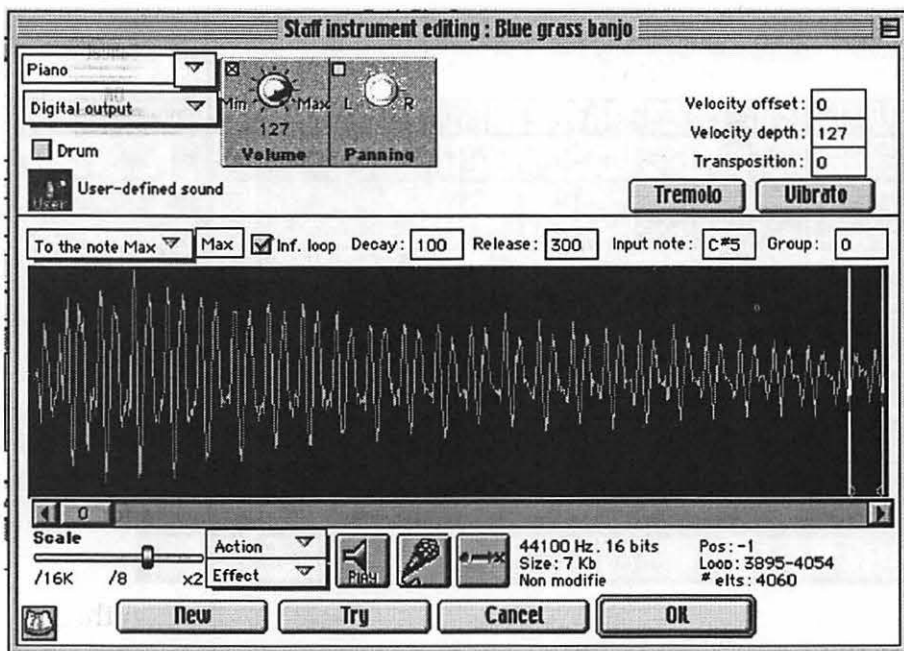 Staff instrument editing : Blue grass banjo
Piano
Digital output
Drum
User
User-defined sound
Min Max L R
127
Volume Panning
Velocity offset: 0
Velocity depth: 127
Transposition: 0
Tremolo Vibrato
To the note Max Max Inf. loop Decay: 100 Release: 300 Input note: C#5 Group: 0
0
Scale
/16K /8 x2
Action
Effect
PlAy
44100 Hz. 16 bits
Size: 7 Kb
Non modifie
Pos: -1
Loop: 3895-4054
# elts: 4060
New Try Cancel OK